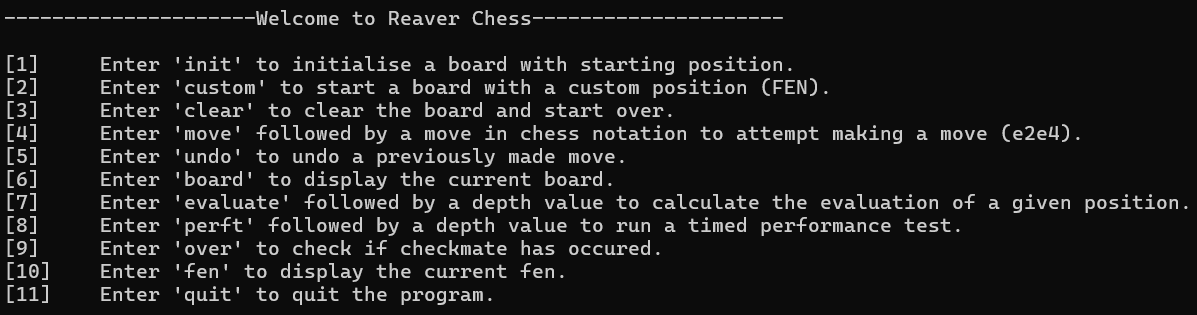 ---------------------Welcome to Reaver Chess---------------------
[1]     Enter 'init' to initialise a board with starting position.
[2]     Enter 'custom' to start a board with a custom position (FEN).
[3]     Enter 'clear' to clear the board and start over.
[4]     Enter 'move' followed by a move in chess notation to attempt making a move (e2e4).
[5]     Enter 'undo' to undo a previously made move.
[6]     Enter 'board' to display the current board.
[7]     Enter 'evaluate' followed by a depth value to calculate the evaluation of a given position.
[8]     Enter 'perft' followed by a depth value to run a timed performance test.
[9]     Enter 'over' to check if checkmate has occured.
[10]    Enter 'fen' to display the current fen.
[11]    Enter 'quit' to quit the program.